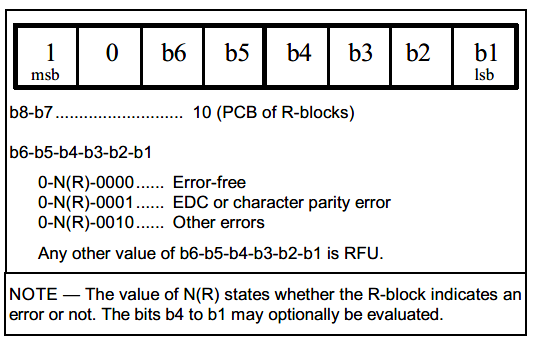 1 0 b6 b5 b4 b3 b2 b1
msb lsb
b8-b7........................... 10 (PCB of R-blocks)
b6-b5-b4-b3-b2-b1
0-N(R)-0000...... Error-free
0-N(R)-0001...... EDC or character parity error
0-N(R)-0010...... Other errors
Any other value of b6-b5-b4-b3-b2-b1 is RFU.
NOTE — The value of N(R) states whether the R-block indicates an
error or not. The bits b4 to b1 may optionally be evaluated.